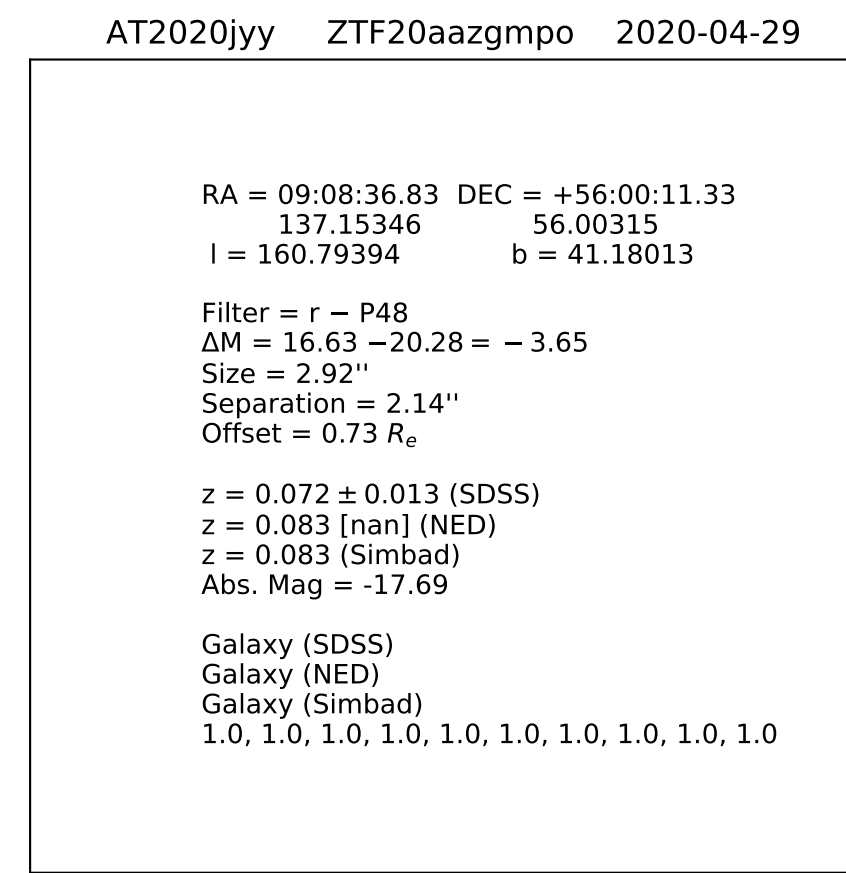 AT2020jyy ZTF20aazgmpo 2020-04-29
RA = 09:08:36.83 DEC = +56:00:11.33
137.15346 56.00315
l = 160.79394 b = 41.18013
Filter = r − P48
ΔM = 16.63 −20.28 = − 3.65
Size = 2.92''
Separation = 2.14''
Offset = 0.73 Rₑ
z = 0.072 ± 0.013 (SDSS)
z = 0.083 [nan] (NED)
z = 0.083 (Simbad)
Abs. Mag = -17.69
Galaxy (SDSS)
Galaxy (NED)
Galaxy (Simbad)
1.0, 1.0, 1.0, 1.0, 1.0, 1.0, 1.0, 1.0, 1.0, 1.0